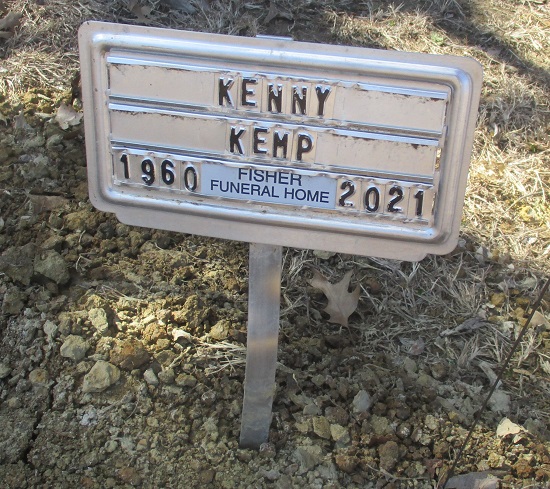 KENNY
KEMP
1960 FISHER FUNERAL HOME 2021